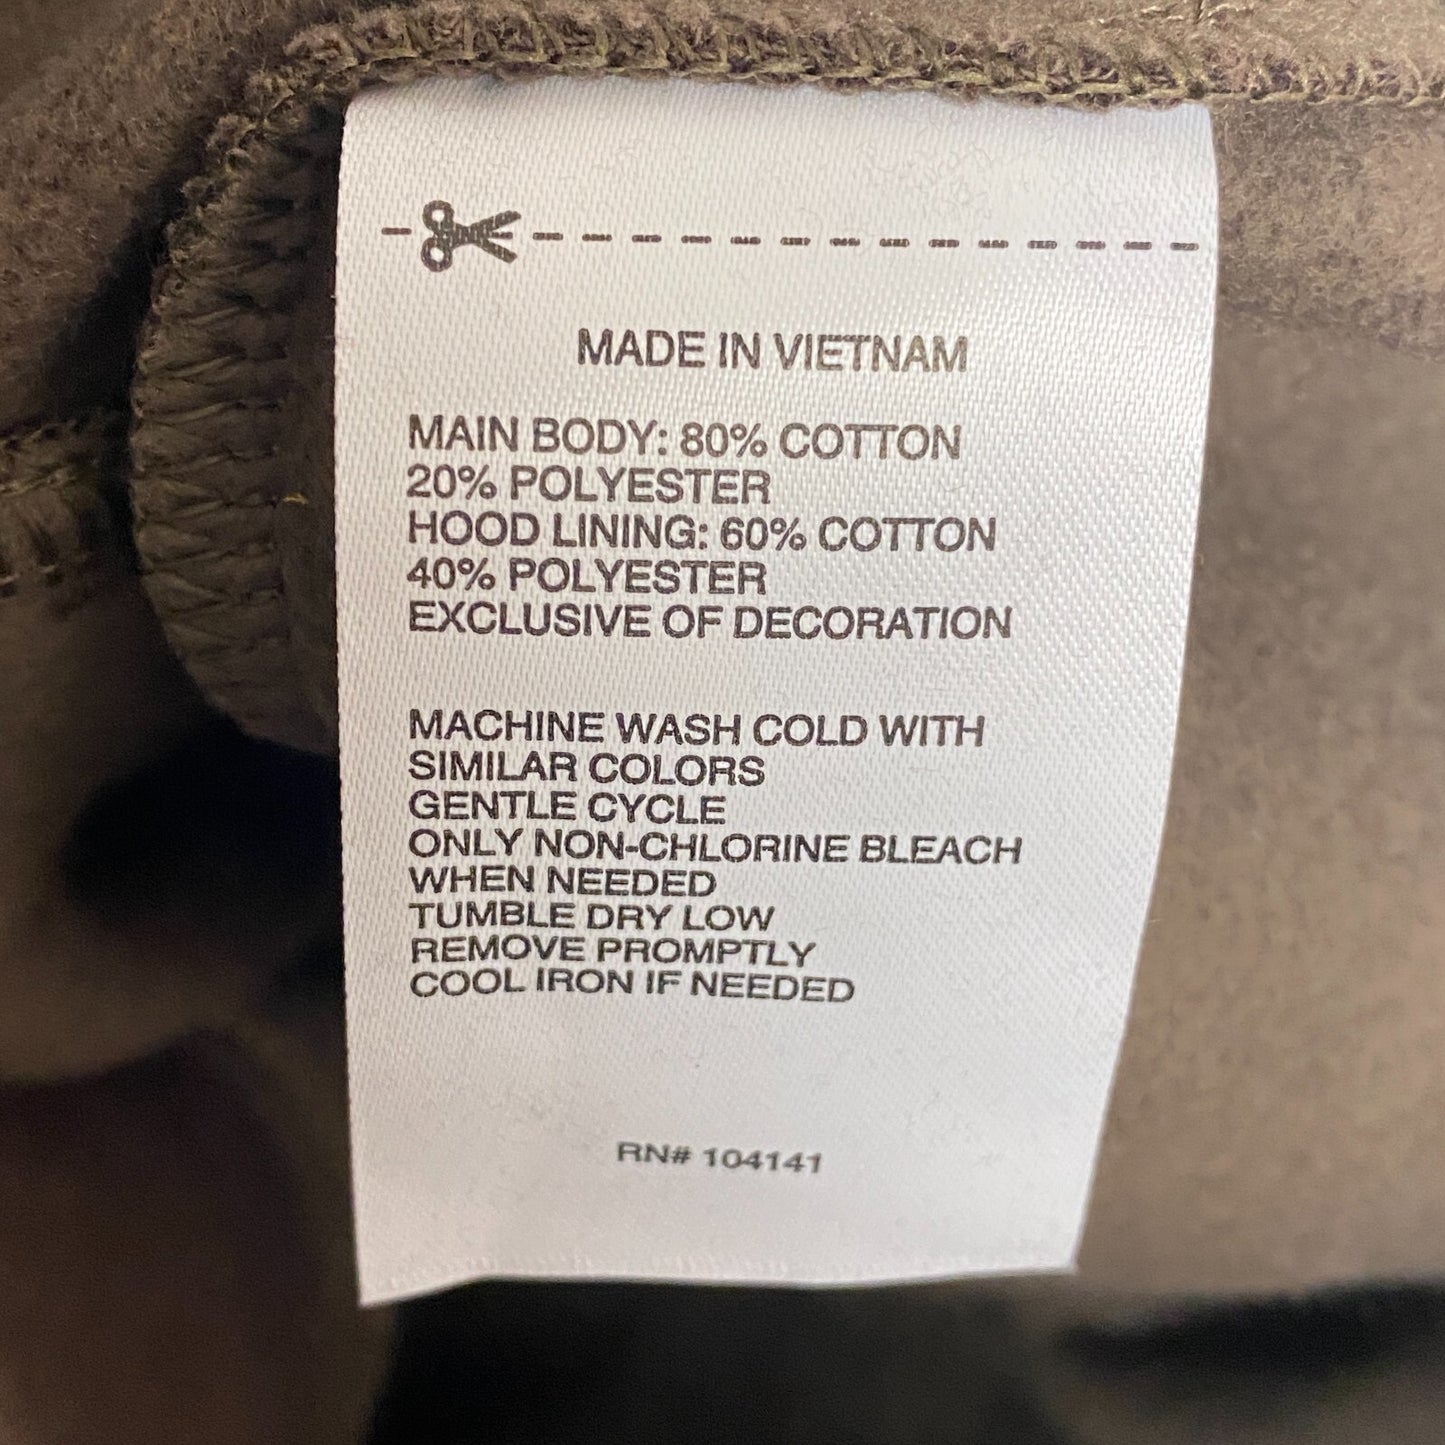 MADE IN VIETNAM
MAIN BODY: 80% COTTON
20% POLYESTER
HOOD LINING: 60% COTTON
40% POLYESTER
EXCLUSIVE OF DECORATION
MACHINE WASH COLD WITH
SIMILAR COLORS
GENTLE CYCLE
ONLY NON-CHLORINE BLEACH
WHEN NEEDED
TUMBLE DRY LOW
REMOVE PROMPTLY
COOL IRON IF NEEDED
RN# 104141